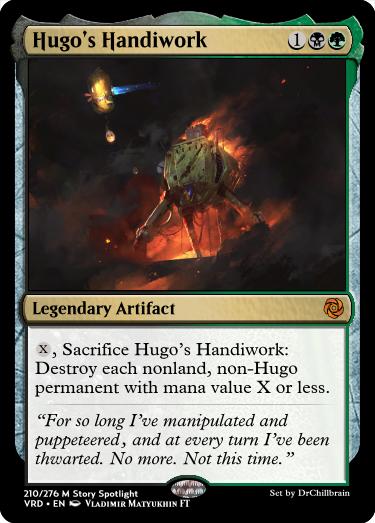 Hugo's Handiwork 1
Legendary Artifact
X, Sacrifice Hugo's Handiwork:
Destroy each nonland, non-Hugo
permanent with mana value X or less.
“For so long I've manipulated and
puppeteered, and at every turn I've been
thwarted. No more. Not this time.”
210/276 M Story Spotlight
VRD • EN Vladimir Matyukhin FT
Set by DrChillbrain